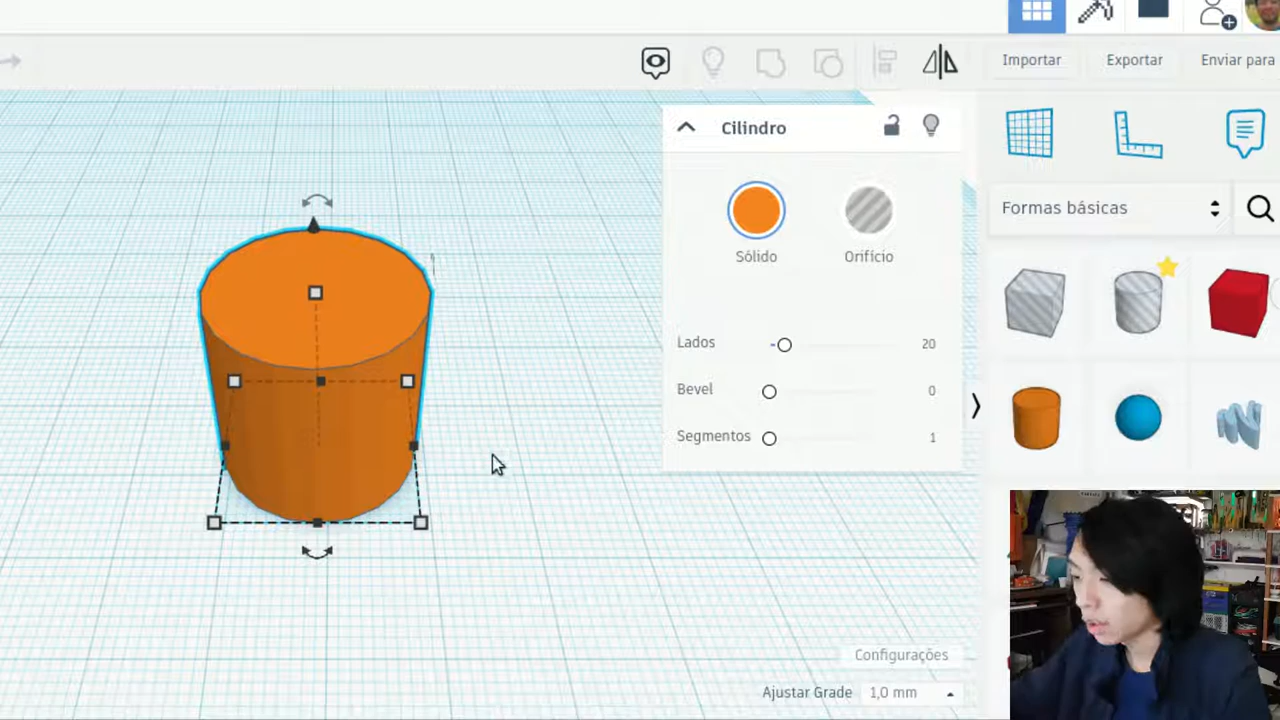 Importar
Exportar
Enviar para
Cilindro
Sólido
Orifício
Formas básicas
Lados
20
Bevel
0
Segmentos
1
Configurações
Ajustar Grade
1,0 mm